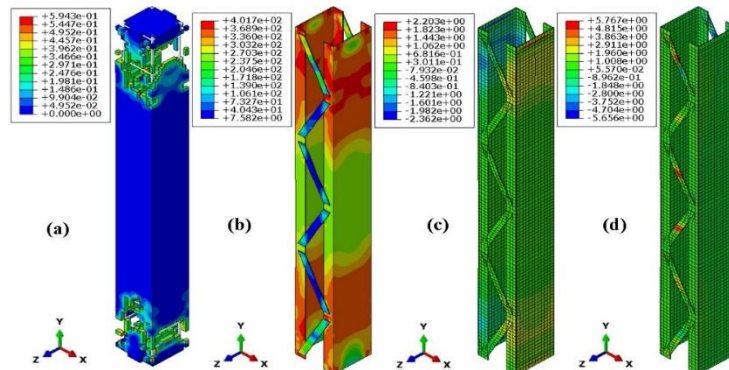 +5.943e-01
+5.447e-01
+4.952e-01
+4.457e-01
+3.962e-01
+3.466e-01
+2.971e-01
+2.476e-01
+1.981e-01
+1.486e-01
+9.904e-02
+4.952e-02
+0.000e+00
(a)
Y
Z
X
+4.017e+02
+3.689e+02
+3.360e+02
+3.032e+02
+2.703e+02
+2.375e+02
+2.046e+02
+1.718e+02
+1.390e+02
+1.061e+02
+7.327e+01
+4.043e+01
+7.582e+00
(b)
Y
Z
X
+2.203e+00
+1.823e+00
+1.443e+00
+1.062e+00
+6.816e-01
+3.011e-01
-7.932e-02
-4.598e-01
-8.403e-01
-1.221e+00
-1.601e+00
-1.982e+00
-2.362e+00
(c)
Y
Z
X
+5.767e+00
+4.815e+00
+3.863e+00
+2.911e+00
+1.960e+00
+1.008e+00
+5.570e-02
-8.962e-01
-1.848e+00
-2.800e+00
-3.752e+00
-4.704e+00
-5.656e+00
(d)
Y
Z
X